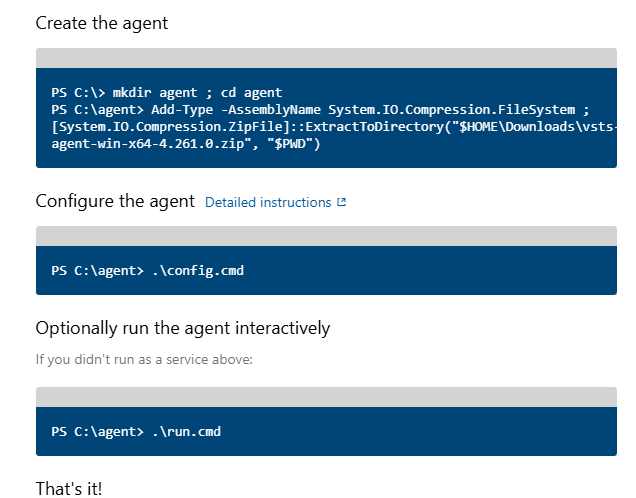 Create the agent
PS C:\> mkdir agent ; cd agent
PS C:\agent> Add-Type -AssemblyName System.IO.Compression.FileSystem ;
[System.IO.Compression.ZipFile]::ExtractToDirectory("$HOME\Downloads\vsts-
agent-win-x64-4.261.0.zip", "$PWD")
Configure the agent Detailed instructions
PS C:\agent> .\config.cmd
Optionally run the agent interactively
If you didn't run as a service above:
PS C:\agent> .\run.cmd
That's it!